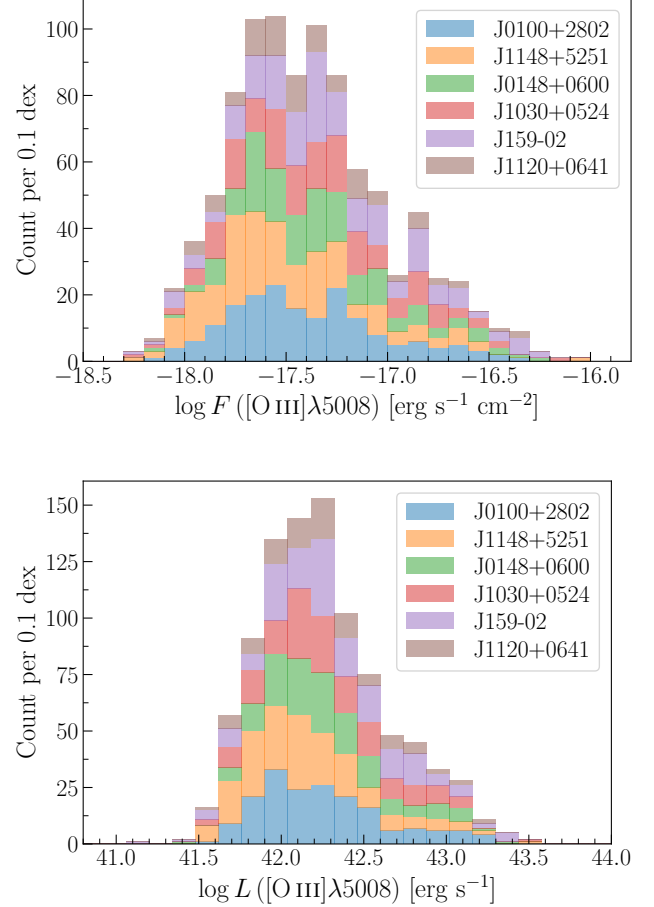 100
80
60
40
20
0
Count per 0.1 dex
J0100+2802
J1148+5251
J0148+0600
J1030+0524
J159-02
J1120+0641
−18.5 −18.0 −17.5 −17.0 −16.5 −16.0
log F ([O III]λ5008) [erg s⁻¹ cm⁻²]
150
125
100
75
50
25
0
Count per 0.1 dex
J0100+2802
J1148+5251
J0148+0600
J1030+0524
J159-02
J1120+0641
41.0 41.5 42.0 42.5 43.0 43.5 44.0
log L ([O III]λ5008) [erg s⁻¹]